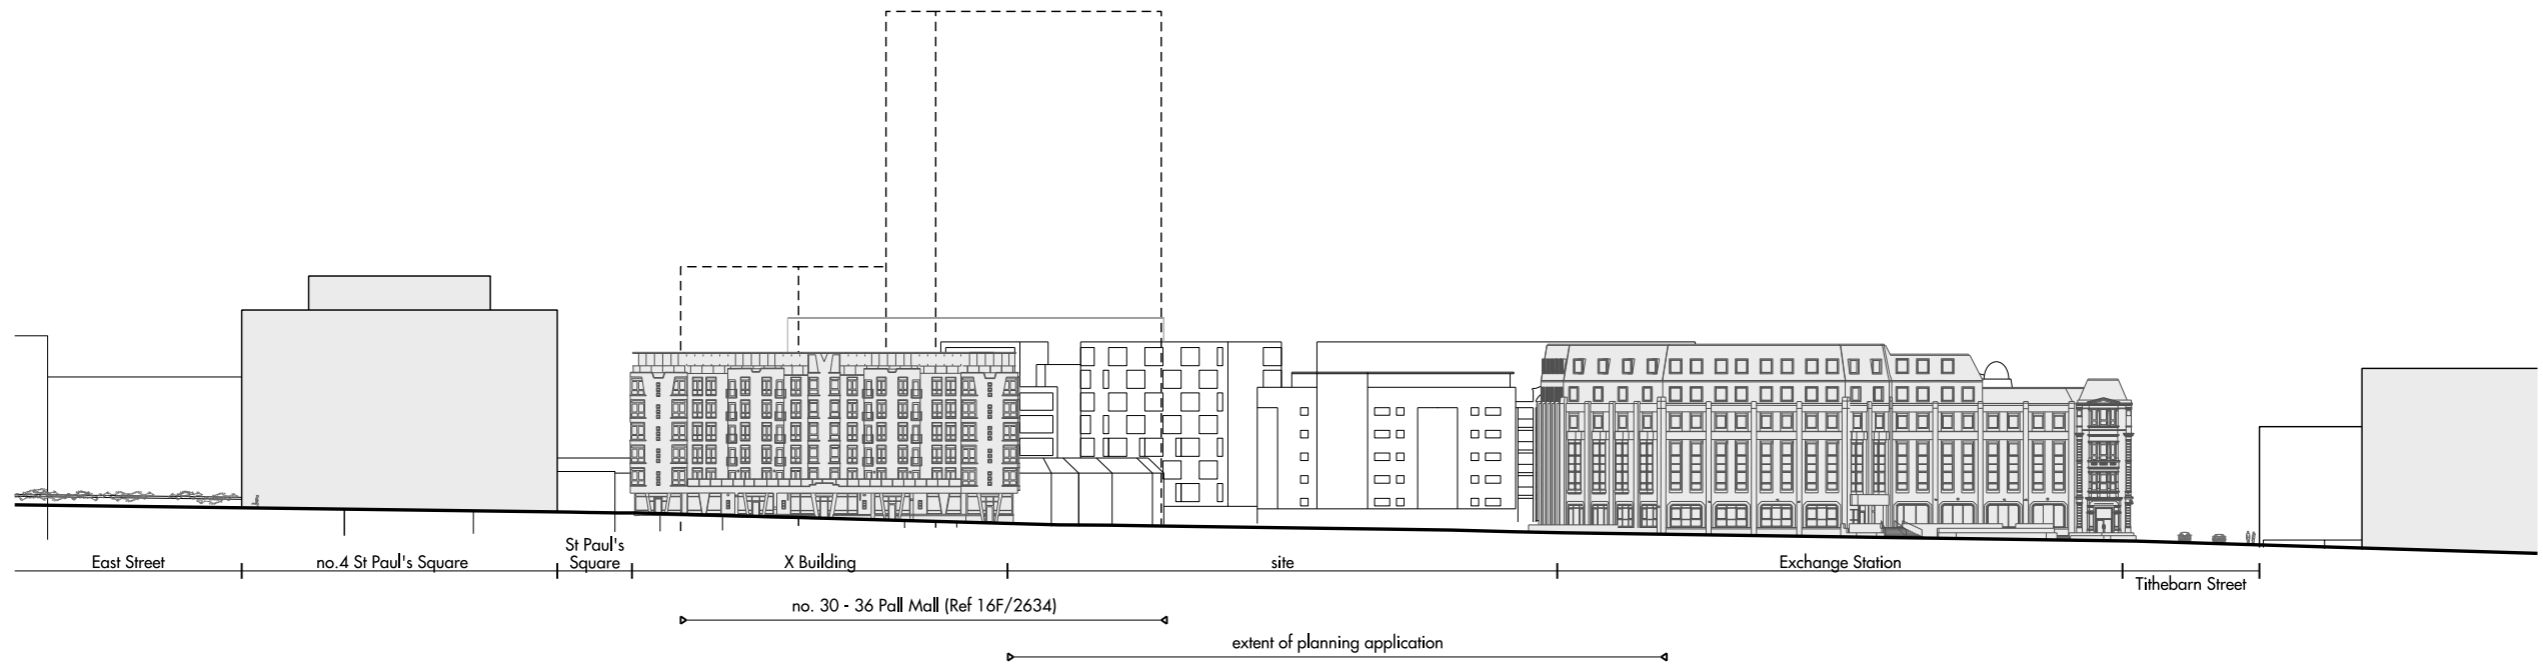 East Street
no.4 St Paul's Square
St Paul's
Square
X Building
site
Exchange Station
Tithebarn Street
no. 30 - 36 Pall Mall (Ref 16F/2634)
extent of planning application